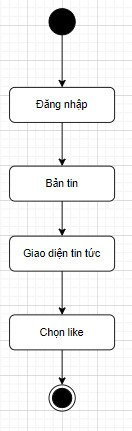 Đăng nhập
Bản tin
Giao diện tin tức
Chọn like